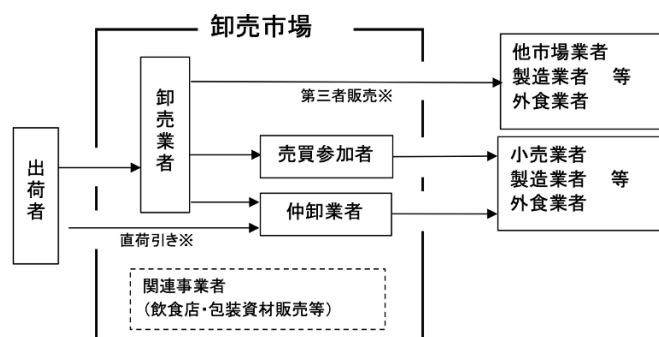 卸売市場
他市場業者
製造業者 等
外食業者
卸売業者
第三者販売※
出荷者
売買参加者
小売業者
製造業者 等
外食業者
仲卸業者
直荷引き※
関連事業者
(飲食店・包装資材販売等)